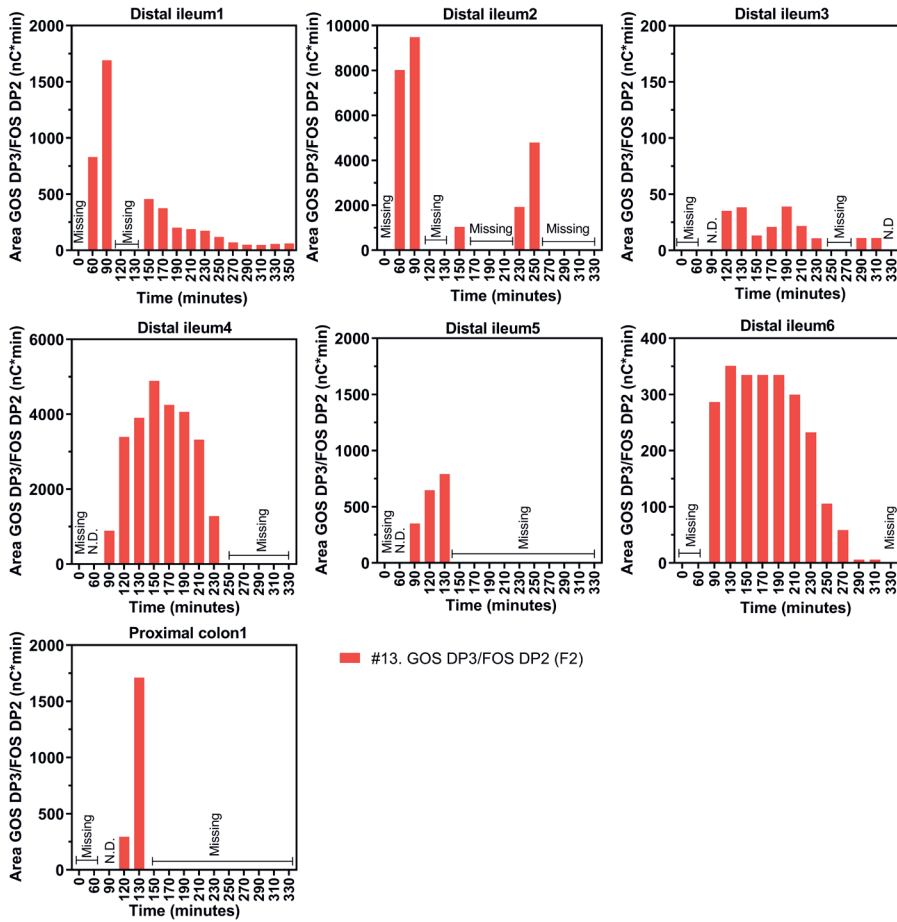 Distal ileum1
Area GOS DP3/FOS DP2 (nC*min)
2000
1500
1000
500
0
Missing
Missing
0 60 90 120 130 150 170 190 210 230 250 270 290 310 330 350
Time (minutes)
Distal ileum2
Area GOS DP3/FOS DP2 (nC*min)
10000
8000
6000
4000
2000
0
Missing
Missing
Missing
Missing
0 60 90 120 130 150 170 190 210 230 250 270 290 310 330
Time (minutes)
Distal ileum3
Area GOS DP3/FOS DP2 (nC*min)
200
150
100
50
0
Missing
N.D.
Missing
N.D
0 60 90 120 130 150 170 190 210 230 250 270 290 310 330
Time (minutes)
Distal ileum4
Area GOS DP3/FOS DP2 (nC*min)
6000
4000
2000
0
Missing
N.D.
Missing
0 60 90 120 130 150 170 190 210 230 250 270 290 310 330
Time (minutes)
Distal ileum5
Area GOS DP3/FOS DP2 (nC*min)
2000
1500
1000
500
0
Missing
N.D.
Missing
0 60 90 120 130 150 170 190 210 230 250 270 290 310 330
Time (minutes)
Distal ileum6
Area GOS DP3/FOS DP2 (nC*min)
400
300
200
100
0
Missing
Missing
0 60 90 130 150 170 190 210 230 250 270 290 310 330
Time (minutes)
Proximal colon1
Area GOS DP3/FOS DP2 (nC*min)
2000
1500
1000
500
0
Missing
N.D.
Missing
0 60 90 120 130 150 170 190 210 230 250 270 290 310 330
Time (minutes)
#13. GOS DP3/FOS DP2 (F2)